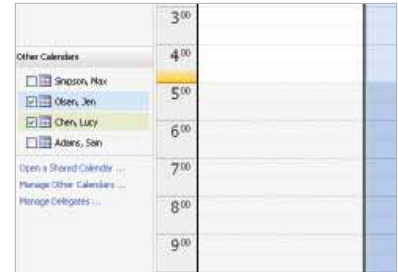 3 00
Other Calendars
4 00
Simpson, Max
Olsen, Jen
5 00
Chen, Lucy
6 00
Adams, Sain
Open a Shared Calendar ...
7 00
Manage Other Calendars ...
Manage Delegates ...
8 00
9 00